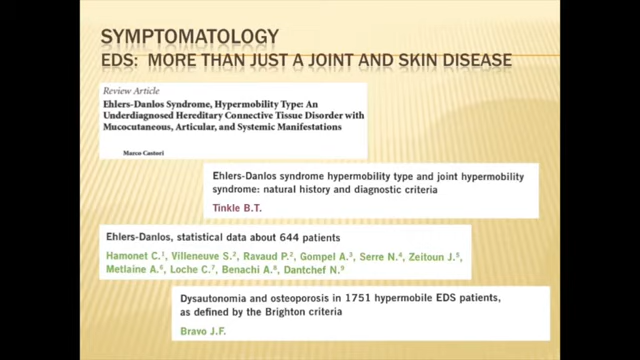 SYMPTOMATOLOGY
EDS: MORE THAN JUST A JOINT AND SKIN DISEASE
Review Article
Ehlers-Danlos Syndrome, Hypermobility Type: An
Underdiagnosed Hereditary Connective Tissue Disorder with
Mucocutaneous, Articular, and Systemic Manifestations
Marco Castori
Ehlers-Danlos syndrome hypermobility type and joint hypermobility
syndrome: natural history and diagnostic criteria
Tinkle B.T.
Ehlers-Danlos, statistical data about 644 patients
Hamonet C.¹, Villeneuve S.², Ravaud P.², Gompel A.³, Serre N.⁴, Zeitoun J.⁵,
Metlaine A.⁶, Loche C.⁷, Benachi A.⁸, Dantchef N.⁹
Dysautonomia and osteoporosis in 1751 hypermobile EDS patients,
as defined by the Brighton criteria
Bravo J.F.